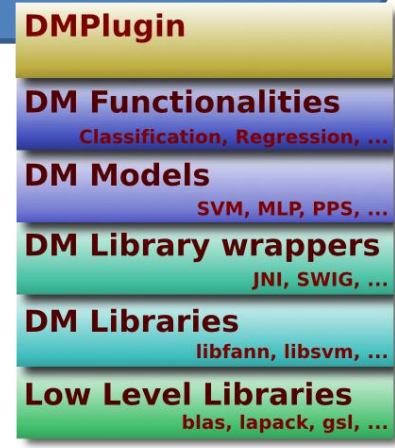 DMPlugin
DM Functionalities
Classification, Regression, ...
DM Models
SVM, MLP, PPS, ...
DM Library wrappers
JNI, SWIG, ...
DM Libraries
libfann, libsvm, ...
Low Level Libraries
blas, lapack, gsl, ...